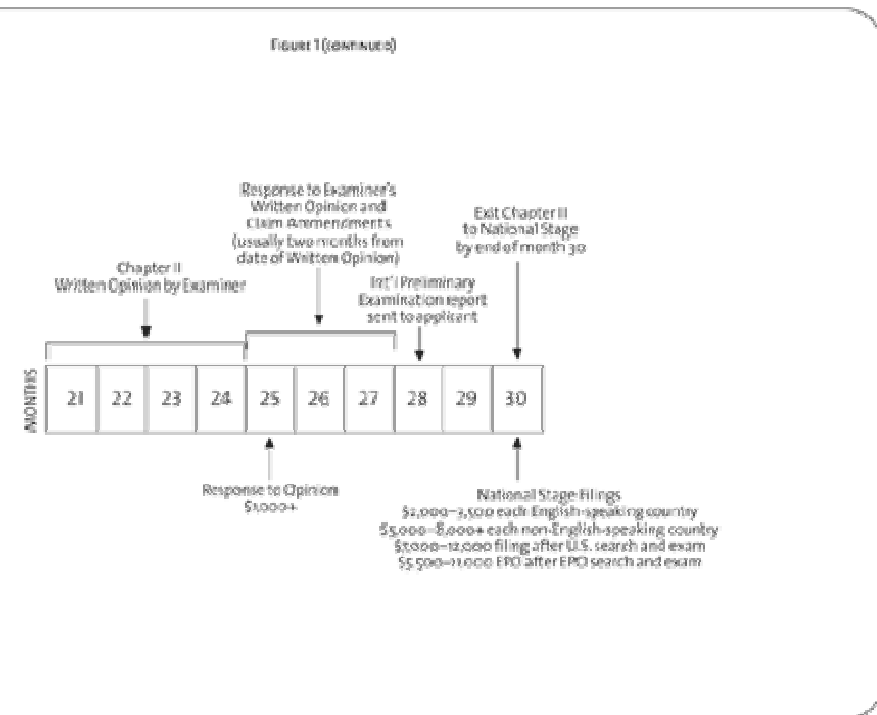 FIGURE 1 (CONTINUED)
Response to Examiner's
Written Opinion and
Claim Ammendments
(usually two months from
date of Written Opinion)
Exit Chapter II
to National Stage
by end of month 30
Chapter II
Written Opinion by Examiner
Int'l Preliminary
Examination report
sent to applicant
MONTHS
21 22 23 24 25 26 27 28 29 30
Response to Opinion
National Stage Filings
each English-speaking country
$5,000–8,000+ each non-English-speaking country
filing after U.S. search and exam
$5,500–11,000 EPO after EPO search and exam